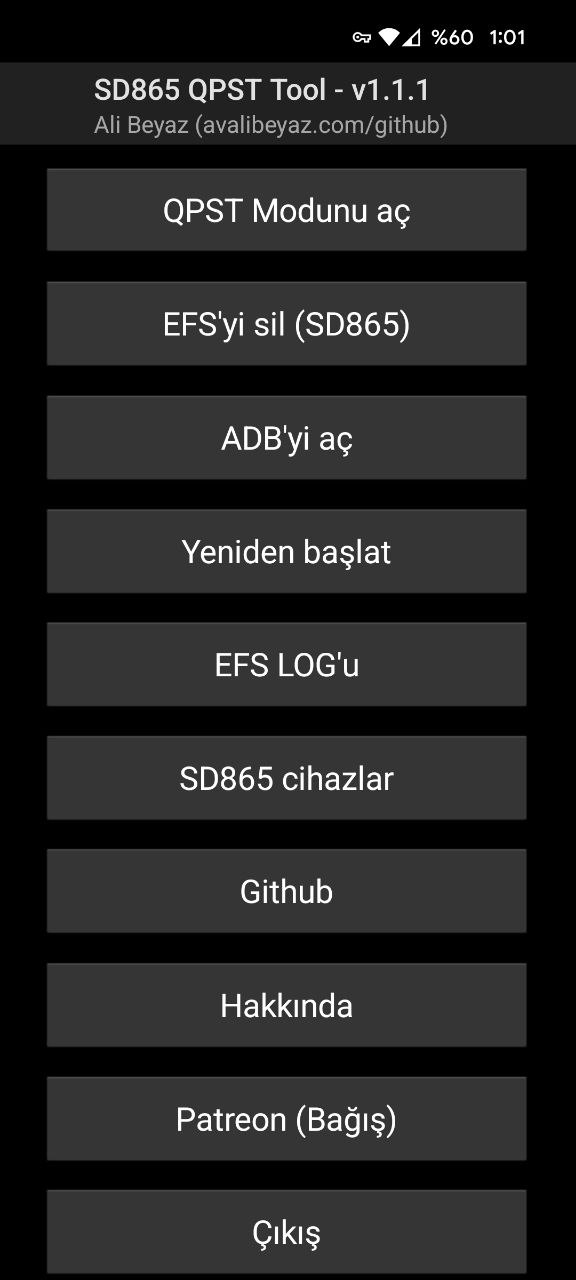 %60 1:01
SD865 QPST Tool - v1.1.1
Ali Beyaz (avalibeyaz.com/github)
QPST Modunu aç
EFS'yi sil (SD865)
ADB'yi aç
Yeniden başlat
EFS LOG'u
SD865 cihazlar
Github
Hakkında
Patreon (Bağış)
Çıkış